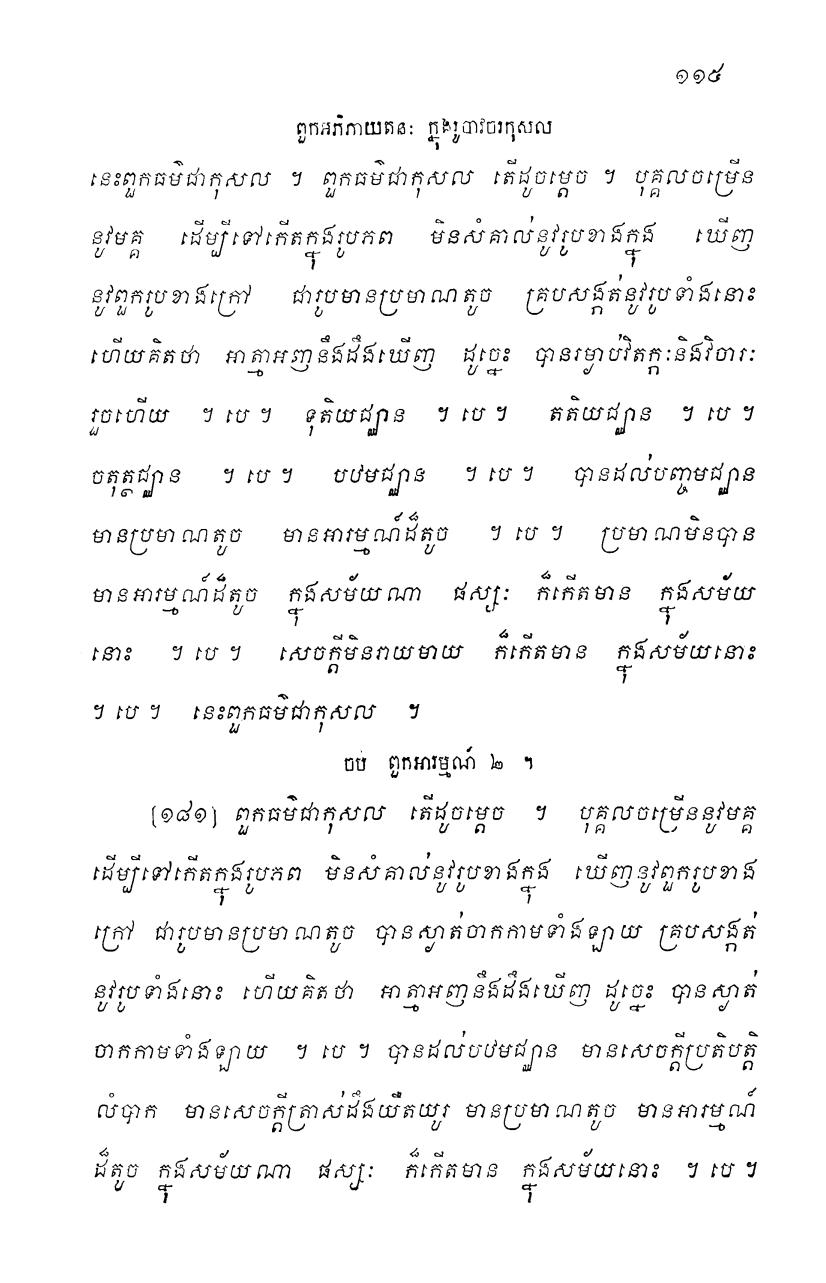 ១១៥
ពួកអភិភាយតនៈ ក្នុងរូបាវចរកុសល
នេះពួកធម៌ជាកុសល ។ ពួកធម៌ជាកុសល តើដូចម្តេច ។ បុគ្គលចម្រើន
នូវមគ្គ ដើម្បីទៅកើតក្នុងរូបភព មិនសំគាល់នូវរូបខាងក្នុង ឃើញ
នូវពួករូបខាងក្រៅ ជារូបមានប្រមាណតូច គ្របសង្កត់នូវរូបទាំងនោះ
ហើយគិតថា អាត្មាអញនឹងដឹងឃើញ ដូច្នេះ បានរម្ងាប់វិតក្កៈនិងវិចារៈ
រួចហើយ ។ បេ ។ ទុតិយជ្ឈាន ។ បេ ។ តតិយជ្ឈាន ។ បេ ។
ចតុត្ថជ្ឈាន ។ បេ ។ បឋមជ្ឈាន ។ បេ ។ បានដល់បញ្ចមជ្ឈាន
មានប្រមាណតូច មានអារម្មណ៍ដ៏តូច ។ បេ ។ ប្រមាណមិនបាន
មានអារម្មណ៍ដ៏តូច ក្នុងសម័យណា ផស្សៈ ក៏កើតមាន ក្នុងសម័យ
នោះ ។ បេ ។ សេចក្តីមិនរាយមាយ ក៏កើតមាន ក្នុងសម័យនោះ
។ បេ ។ នេះពួកធម៌ជាកុសល ។
ចប់ ពួកអារម្មណ៍ ២ ។
[១៨១] ពួកធម៌ជាកុសល តើដូចម្តេច ។ បុគ្គលចម្រើននូវមគ្គ
ដើម្បីទៅកើតក្នុងរូបភព មិនសំគាល់នូវរូបខាងក្នុង ឃើញនូវពួករូបខាង
ក្រៅ ជារូបមានប្រមាណតូច បានស្ងាត់ចាកកាមទាំងឡាយ គ្របសង្កត់
នូវរូបទាំងនោះ ហើយគិតថា អាត្មាអញនឹងដឹងឃើញ ដូច្នេះ បានស្ងាត់
ចាកកាមទាំងឡាយ ។ បេ ។ បានដល់បឋមជ្ឈាន មានសេចក្តីប្រតិបត្តិ
លំបាក មានសេចក្តីត្រាស់ដឹងយឺតយូរ មានប្រមាណតូច មានអារម្មណ៍
ដ៏តូច ក្នុងសម័យណា ផស្សៈ ក៏កើតមាន ក្នុងសម័យនោះ ។ បេ ។